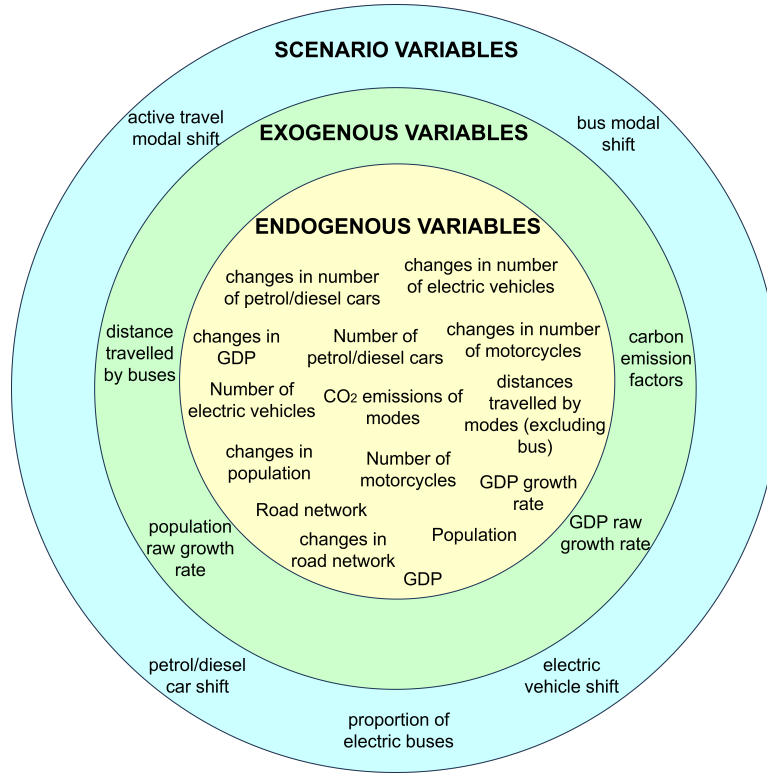 SCENARIO VARIABLES
active travel
modal shift
bus modal
shift
EXOGENOUS VARIABLES
ENDOGENOUS VARIABLES
changes in number
of petrol/diesel cars
changes in number
of electric vehicles
distance
travelled
by buses
changes in
GDP
Number of
petrol/diesel cars
changes in number
of motorcycles
carbon
emission
factors
Number of
electric vehicles
CO2 emissions of
modes
distances
travelled by
modes (excluding
bus)
changes in
population
Number of
motorcycles
GDP growth
rate
Road network
population
raw growth
rate
changes in
road network
Population
GDP raw
growth rate
GDP
petrol/diesel
car shift
electric
vehicle shift
proportion of
electric buses